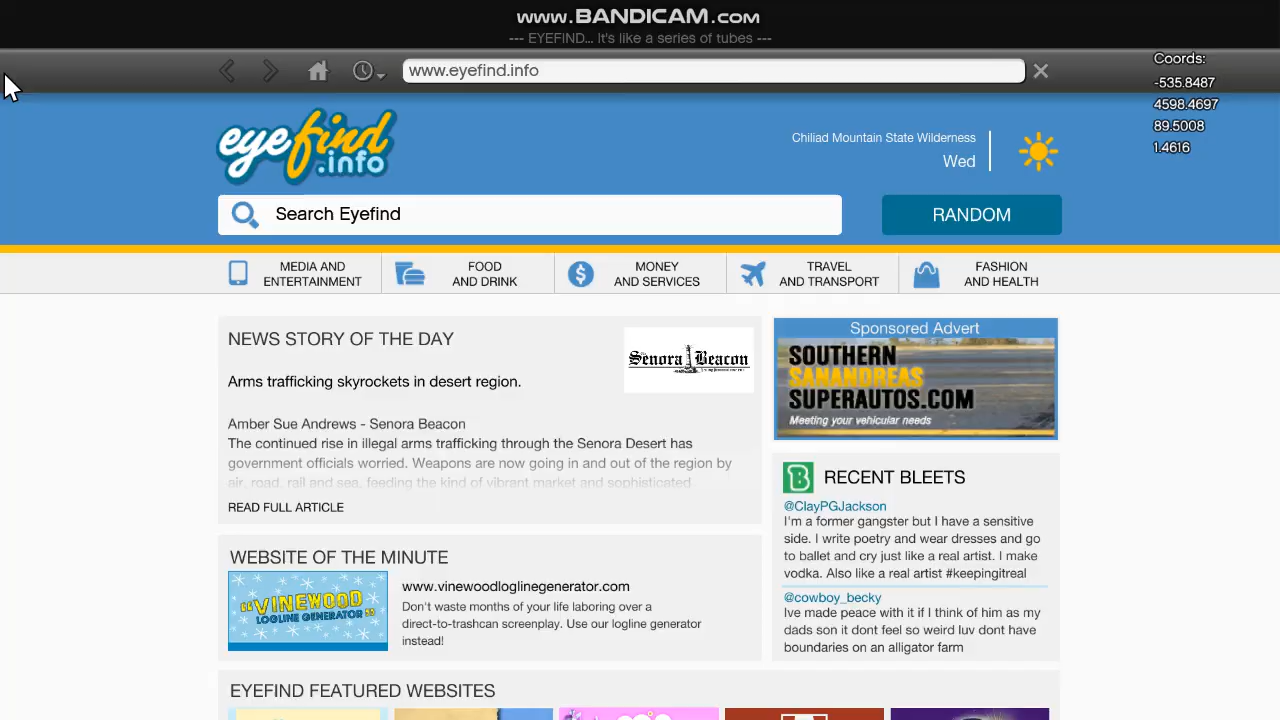 www.BANDICAM.com
--- EYEFIND... It's like a series of tubes ---
www.eyefind.info
Coords:
-535.8487
4598.4697
89.5008
1.4616
eyefind
.info
Chiliad Mountain State Wilderness
Wed
Search Eyefind
RANDOM
MEDIA AND
ENTERTAINMENT
FOOD
AND DRINK
MONEY
AND SERVICES
TRAVEL
AND TRANSPORT
FASHION
AND HEALTH
NEWS STORY OF THE DAY
Senora Beacon
Arms trafficking skyrockets in desert region.
Amber Sue Andrews - Senora Beacon
The continued rise in illegal arms trafficking through the Senora Desert has
government officials worried. Weapons are now going in and out of the region by
air, road, rail and sea, feeding the kind of vibrant market and sophisticated
READ FULL ARTICLE
Sponsored Advert
SOUTHERN
SANANDREAS
SUPERAUTOS.COM
Meeting your vehicular needs
RECENT BLEETS
@ClayPGJackson
I'm a former gangster but I have a sensitive
side. I write poetry and wear dresses and go
to ballet and cry just like a real artist. I make
vodka. Also like a real artist #keepingitreal
@cowboy_becky
Ive made peace with it if I think of him as my
dads son it dont feel so weird luv dont have
boundaries on an alligator farm
WEBSITE OF THE MINUTE
"VINEWOOD
LOGLINE GENERATOR"
www.vinewoodloglinegenerator.com
Don't waste months of your life laboring over a
direct-to-trashcan screenplay. Use our logline generator
instead!
EYEFIND FEATURED WEBSITES